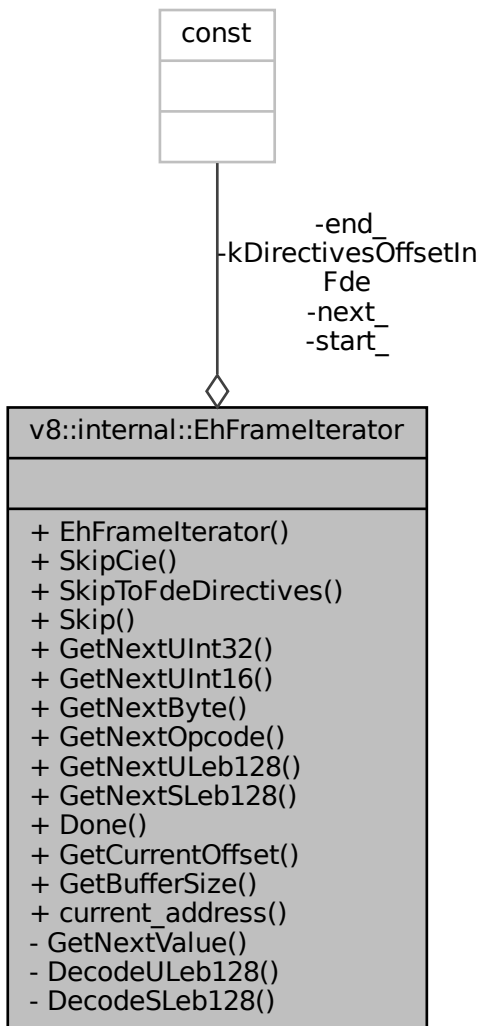 const
-end_
-kDirectivesOffsetIn
Fde
-next_
-start_
v8::internal::EhFrameIterator
+ EhFrameIterator()
+ SkipCie()
+ SkipToFdeDirectives()
+ Skip()
+ GetNextUInt32()
+ GetNextUInt16()
+ GetNextByte()
+ GetNextOpcode()
+ GetNextULeb128()
+ GetNextSLeb128()
+ Done()
+ GetCurrentOffset()
+ GetBufferSize()
+ current_address()
- GetNextValue()
- DecodeULeb128()
- DecodeSLeb128()